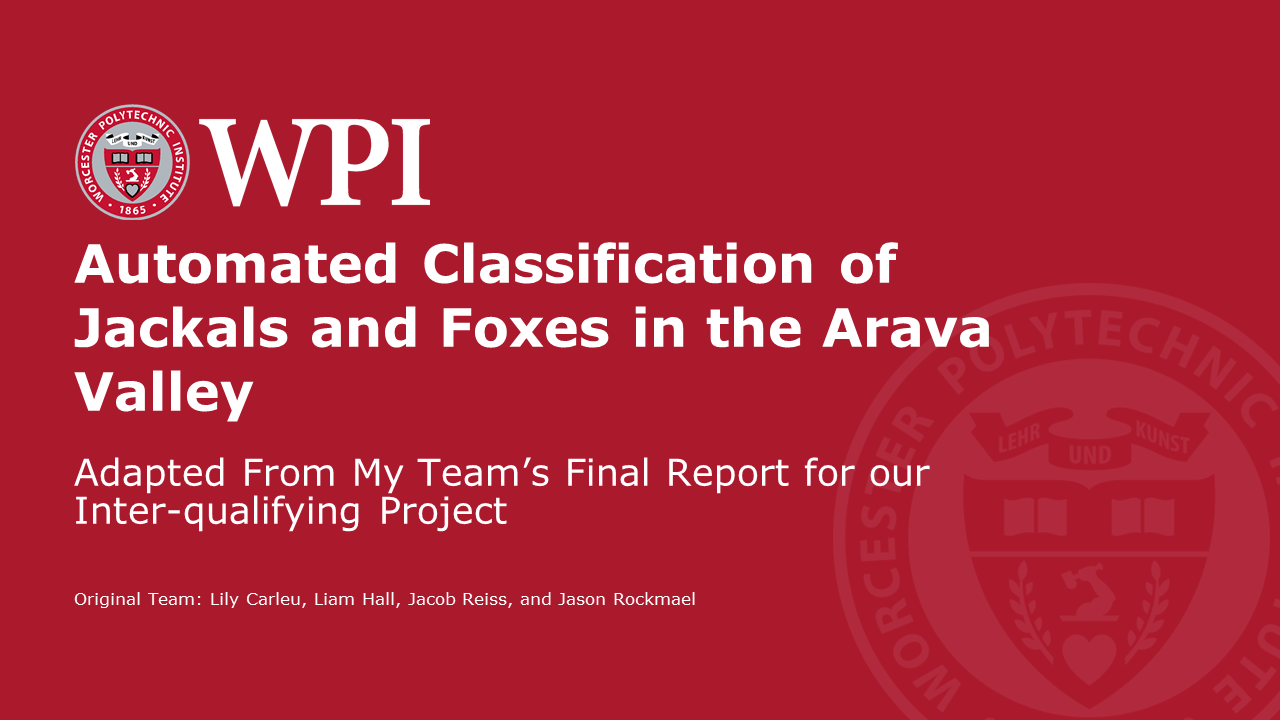 WORCESTER POLYTECHNIC INSTITUTE
LEHR UND KUNST
• 1865 •
WPI
Automated Classification of
Jackals and Foxes in the Arava
Valley
Adapted From My Team’s Final Report for our
Inter-qualifying Project
Original Team: Lily Carleu, Liam Hall, Jacob Reiss, and Jason Rockmael
WORCESTER POLYTECHNIC
LEHR UND KUNST